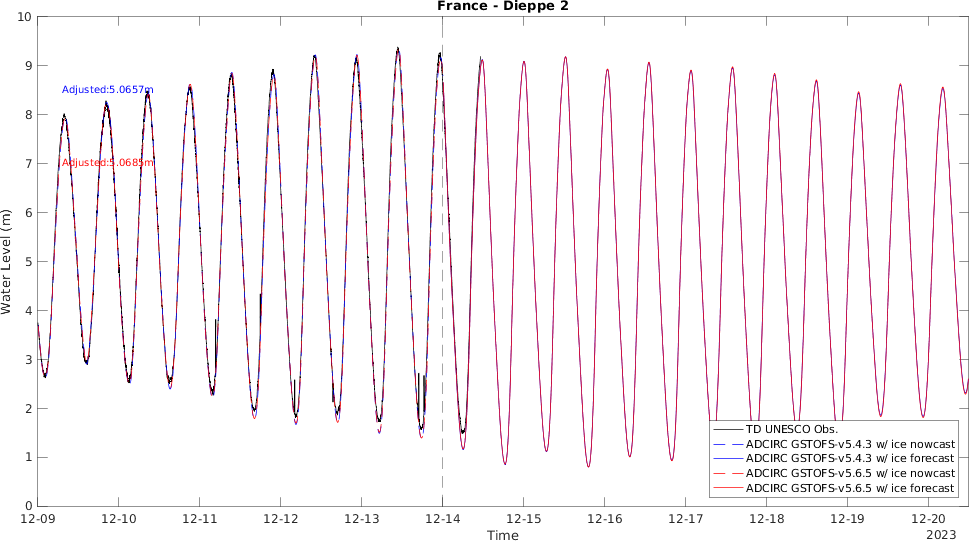 France - Dieppe 2
Water Level (m)
10
9
8
7
6
5
4
3
2
1
0
Adjusted:5.0657m
Adjusted:5.0685m
TD UNESCO Obs.
ADCIRC GSTOFS-v5.4.3 w/ ice nowcast
ADCIRC GSTOFS-v5.4.3 w/ ice forecast
ADCIRC GSTOFS-v5.6.5 w/ ice nowcast
ADCIRC GSTOFS-v5.6.5 w/ ice forecast
12-09 12-10 12-11 12-12 12-13 12-14 12-15 12-16 12-17 12-18 12-19 12-20
2023
Time